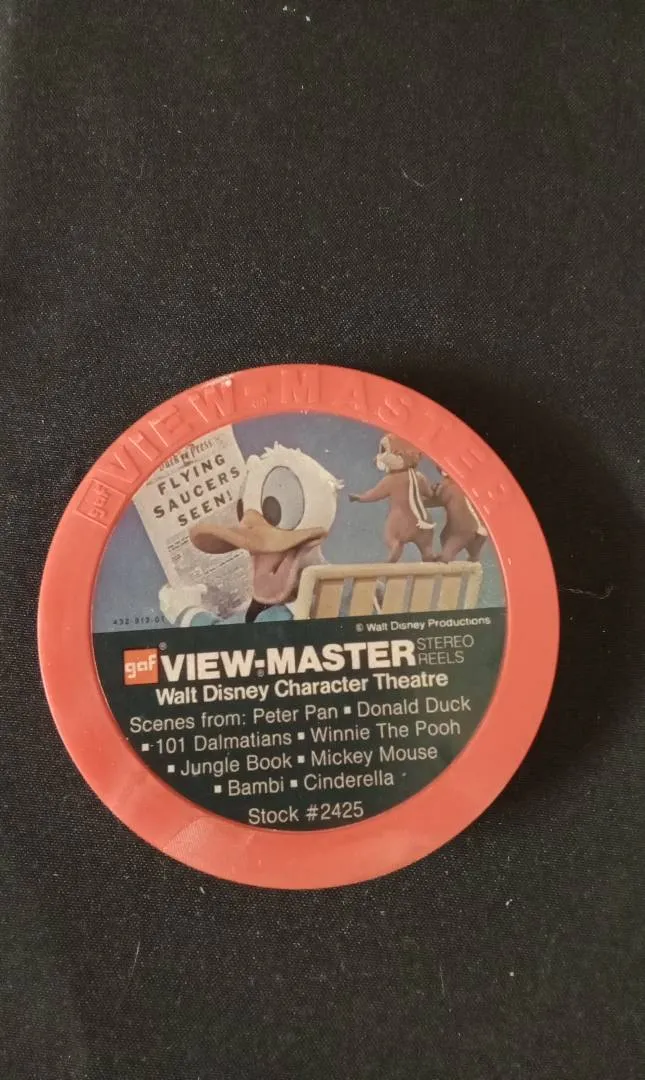 gaf VIEW-MASTER
FLYING
SAUCERS
SEEN!
432-913-01
© Walt Disney Productions
gaf® VIEW-MASTER® STEREO
REELS
Walt Disney Character Theatre
Scenes from: Peter Pan ▪ Donald Duck
▪ 101 Dalmatians ▪ Winnie The Pooh
▪ Jungle Book ▪ Mickey Mouse
▪ Bambi ▪ Cinderella
Stock #2425